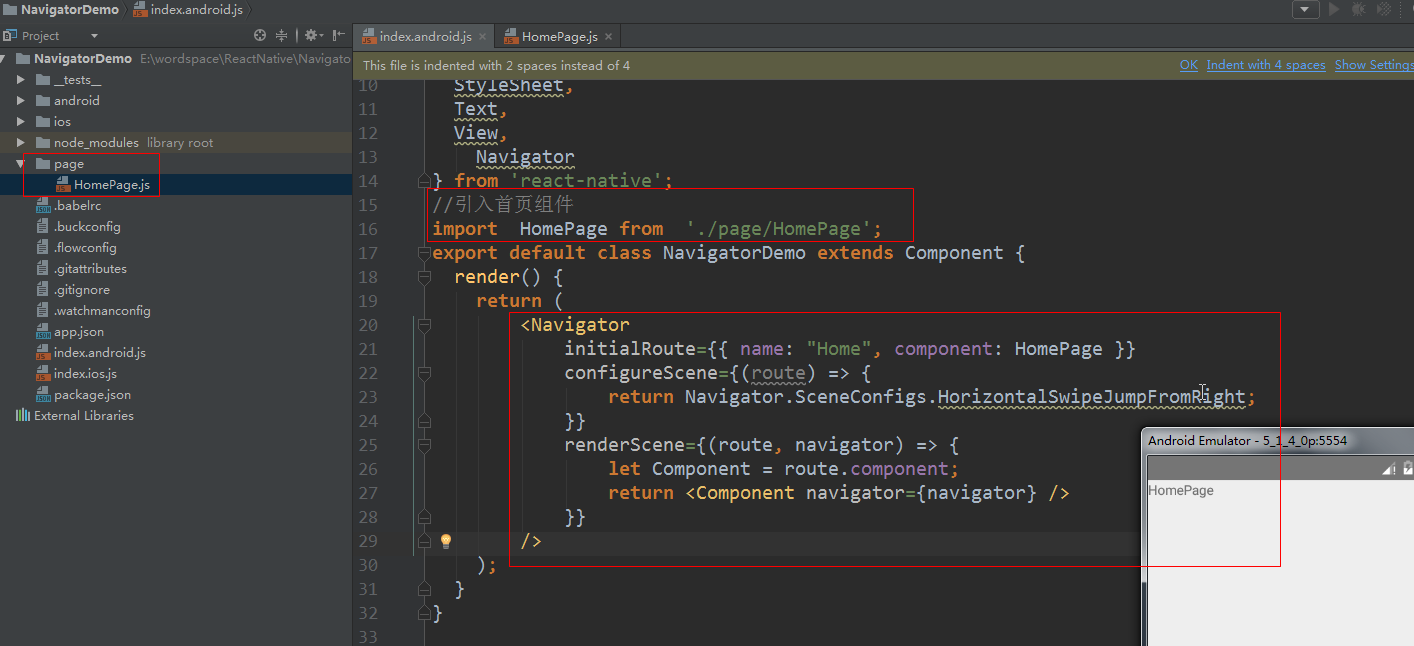 NavigatorDemo index.android.js
Project
index.android.js HomePage.js
This file is indented with 2 spaces instead of 4 OK Indent with 4 spaces Show Settings
NavigatorDemo E:\wordspace\ReactNative\Navigato
__tests__
android
ios
node_modules library root
page
HomePage.js
.babelrc
.buckconfig
.flowconfig
.gitattributes
.gitignore
.watchmanconfig
app.json
index.android.js
index.ios.js
package.json
External Libraries
10 StyleSheet,
11 Text,
12 View,
13 Navigator
14 } from 'react-native';
15 //引入首页组件
16 import HomePage from './page/HomePage';
17 export default class NavigatorDemo extends Component {
18 render() {
19 return (
20 <Navigator
21 initialRoute={{ name: "Home", component: HomePage }}
22 configureScene={(route) => {
23 return Navigator.SceneConfigs.HorizontalSwipeJumpFromRight;
24 }}
25 renderScene={(route, navigator) => {
26 let Component = route.component;
27 return <Component navigator={navigator} />
28 }}
29 />
30 );
31 }
32 }
33
Android Emulator - 5_1_4_0p:5554
HomePage